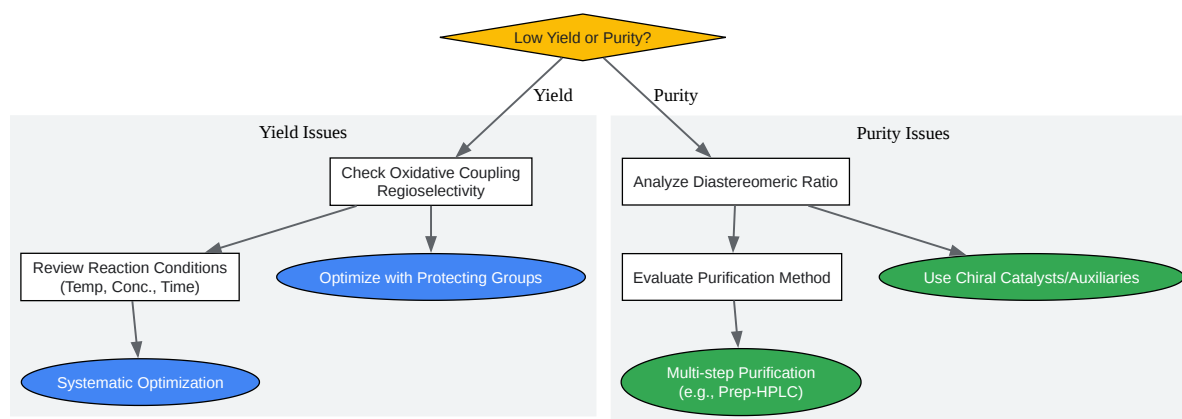 Low Yield or Purity?
Yield
Purity
Yield Issues
Purity Issues
Check Oxidative Coupling
Regioselectivity
Analyze Diastereomeric Ratio
Review Reaction Conditions
(Temp, Conc., Time)
Optimize with Protecting Groups
Evaluate Purification Method
Use Chiral Catalysts/Auxiliaries
Systematic Optimization
Multi-step Purification
(e.g., Prep-HPLC)